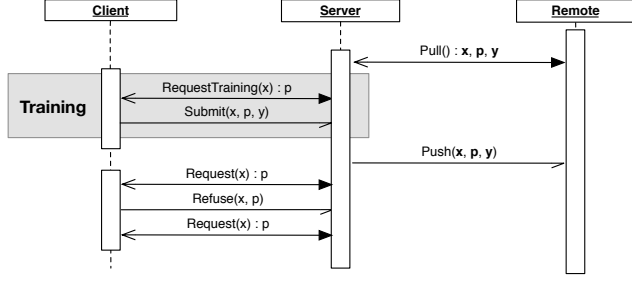 Client
Server
Remote
Pull() : x, p, y
RequestTraining(x) : p
Training
Submit(x, p, y)
Push(x, p, y)
Request(x) : p
Refuse(x, p)
Request(x) : p